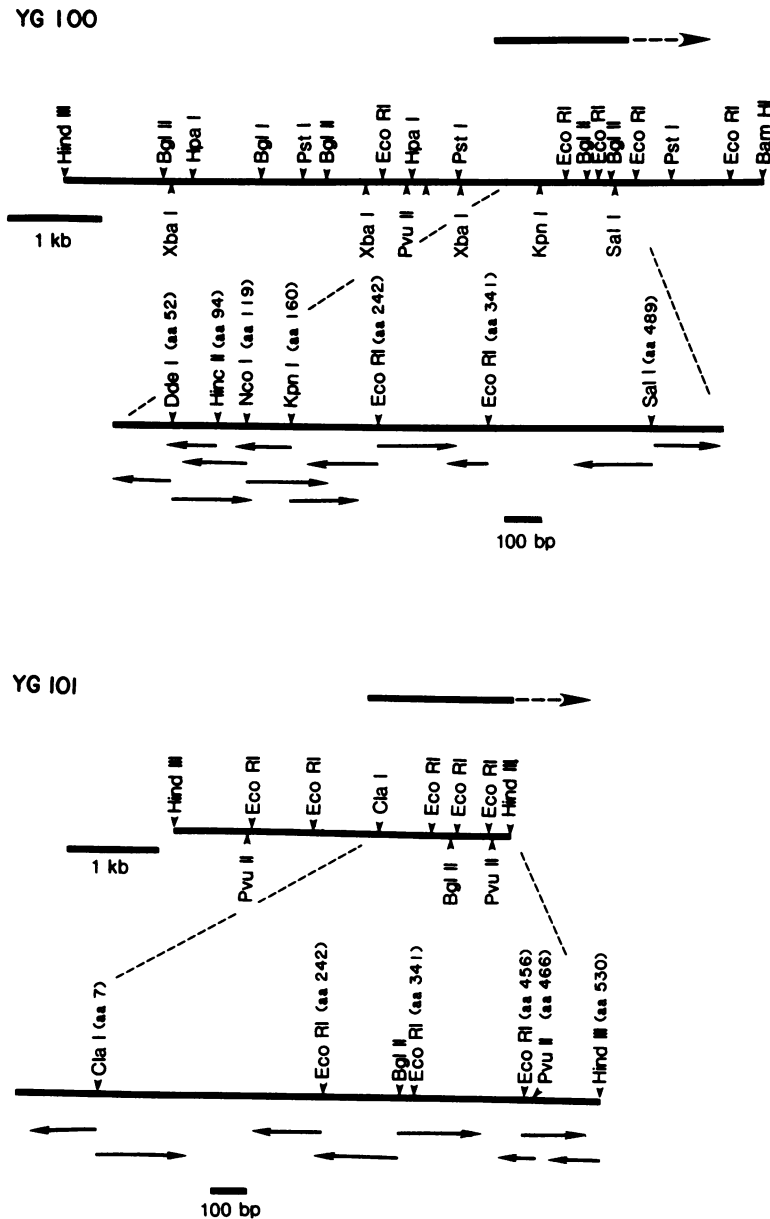 YG 100
Hind III
Bgl II
Hpa I
Bgl I
Pst I
Bgl II
Eco RI
Hpa I
Pst I
Eco RI
Bgl II
Eco RI
Bgl II
Eco RI
Pst I
Eco RI
Bam HI
1 kb
Xba I
Xba I
Pvu II
Xba I
Kpn I
Sal I
Dde I (aa 52)
Hinc II (aa 94)
Nco I (aa 119)
Kpn I (aa 160)
Eco RI (aa 242)
Eco RI (aa 341)
Sal I (aa 489)
100 bp
YG 101
Hind III
Eco RI
Eco RI
Cla I
Eco RI
Eco RI
Eco RI
Hind III
1 kb
Pvu II
Bgl II
Pvu II
Cla I (aa 7)
Eco RI (aa 242)
Bgl II
Eco RI (aa 341)
Eco RI (aa 456)
Pvu II (aa 466)
Hind III (aa 530)
100 bp